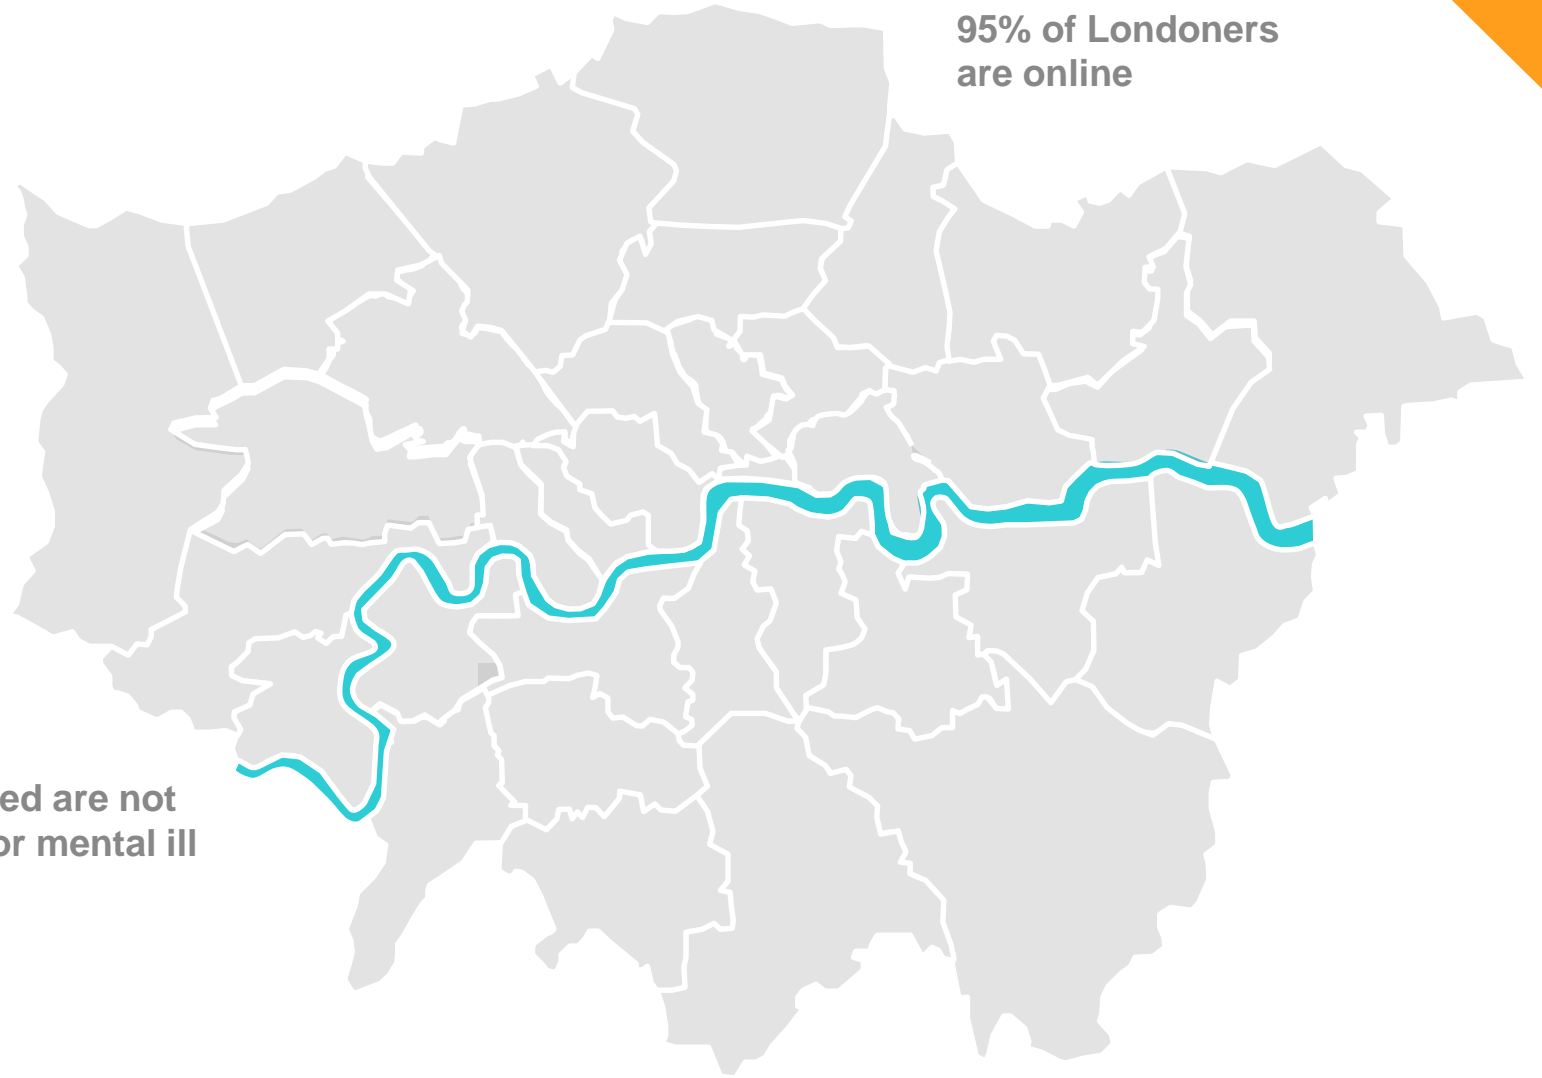 95% of Londoners
are online
ed are not
or mental ill